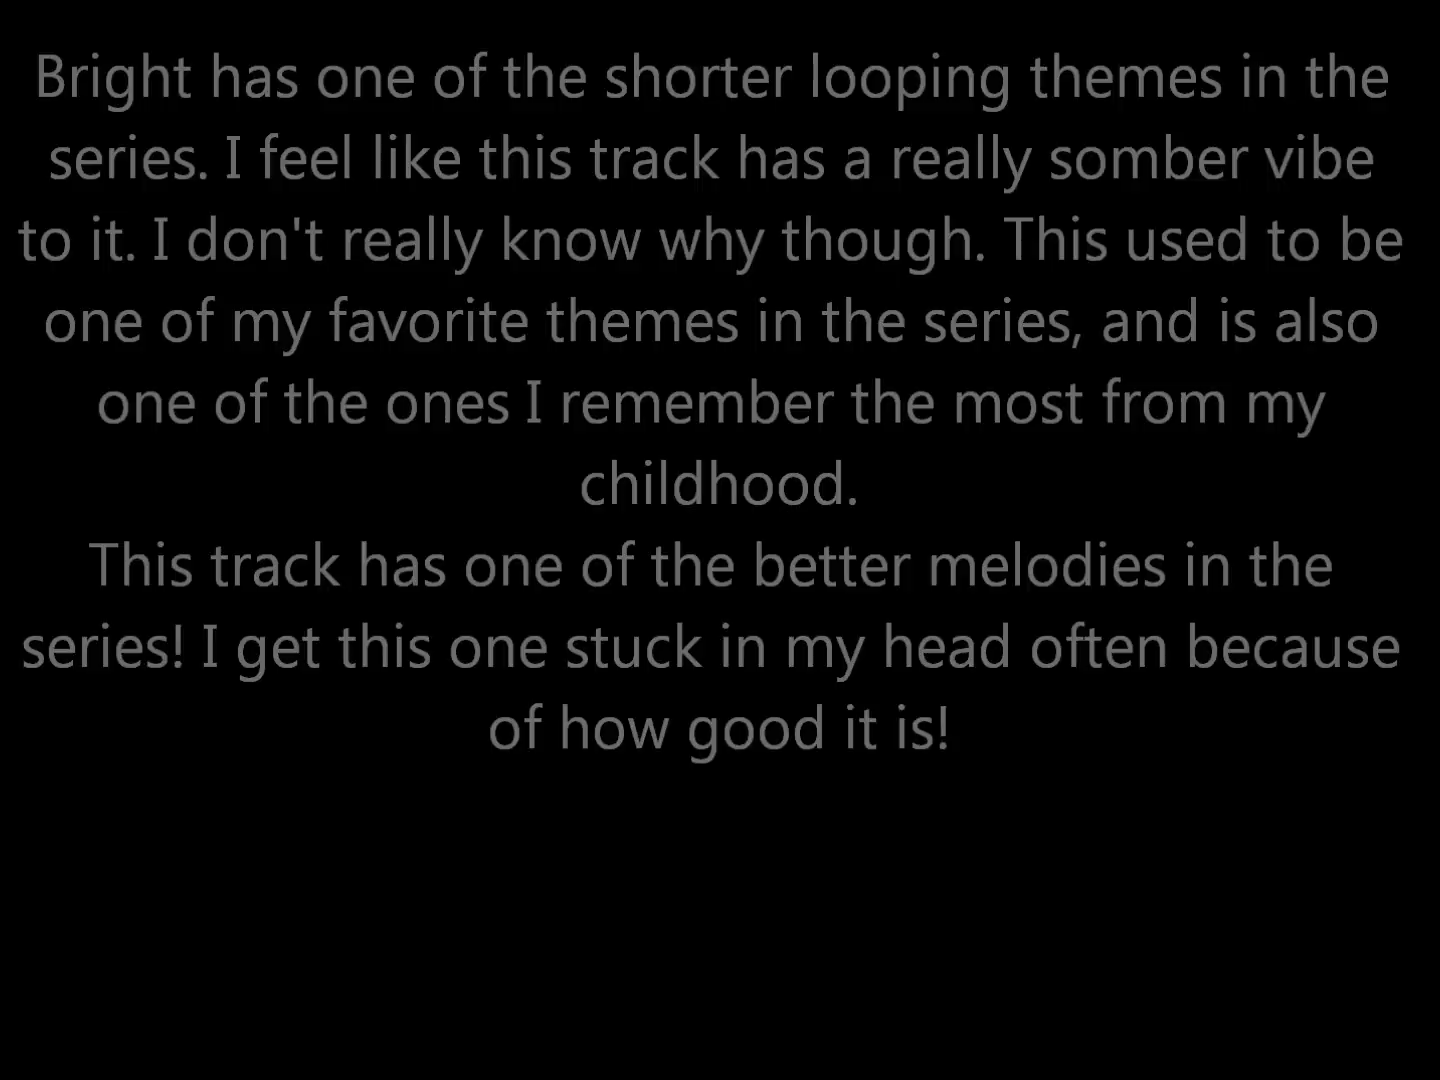 Bright has one of the shorter looping themes in the
series. I feel like this track has a really somber vibe
to it. I don't really know why though. This used to be
one of my favorite themes in the series, and is also
one of the ones I remember the most from my
childhood.
This track has one of the better melodies in the
series! I get this one stuck in my head often because
of how good it is!